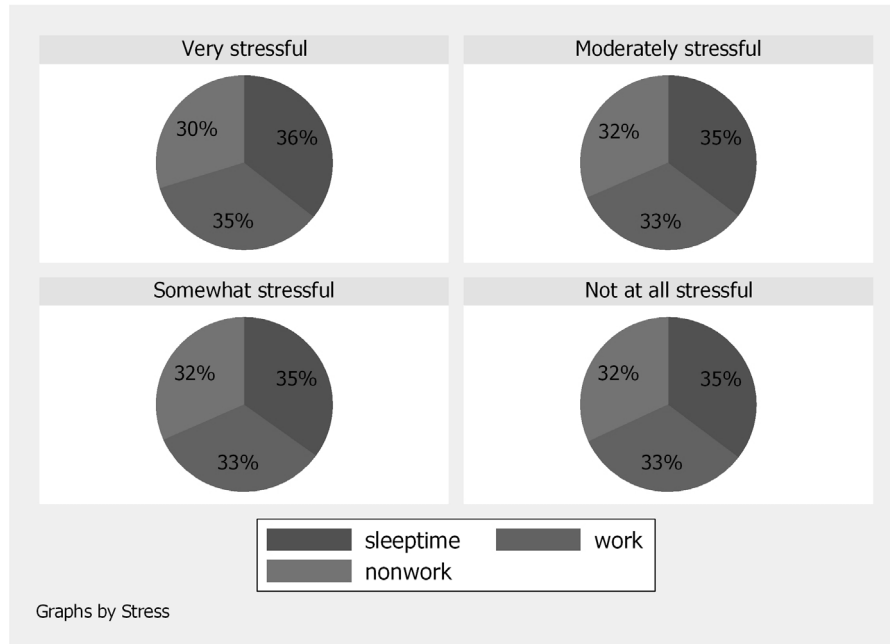 Very stressful
Moderately stressful
30%
36%
35%
32%
35%
33%
Somewhat stressful
Not at all stressful
32%
35%
33%
32%
35%
33%
sleeptime
work
nonwork
Graphs by Stress